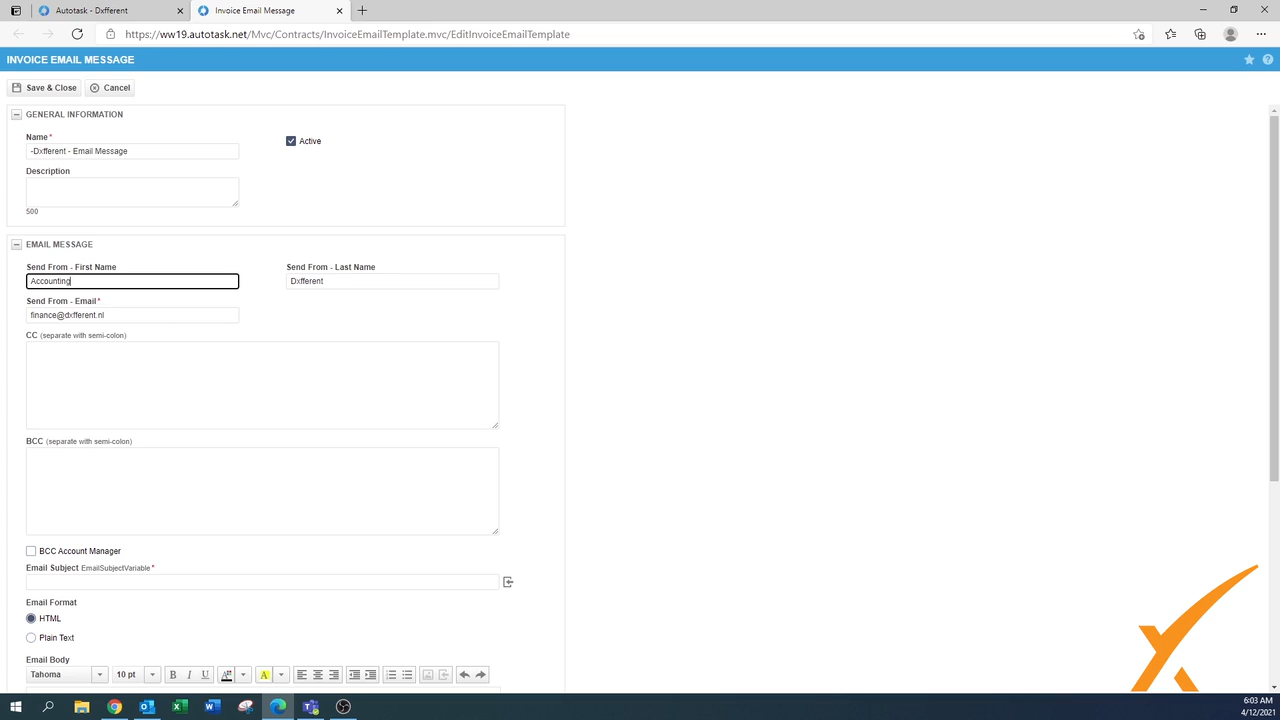 Autotask - Dxfferent
Invoice Email Message
https://ww19.autotask.net/Mvc/Contracts/InvoiceEmailTemplate.mvc/EditInvoiceEmailTemplate
INVOICE EMAIL MESSAGE
Save & Close
Cancel
GENERAL INFORMATION
Name*
-Dxfferent - Email Message
Active
Description
500
EMAIL MESSAGE
Send From - First Name
Send From - Last Name
Accounting
Dxfferent
Send From - Email*
finance@dxfferent.nl
CC (separate with semi-colon)
BCC (separate with semi-colon)
BCC Account Manager
Email Subject EmailSubjectVariable*
Email Format
HTML
Plain Text
Email Body
Tahoma 10 pt B I U A A
6:03 AM
4/12/2021